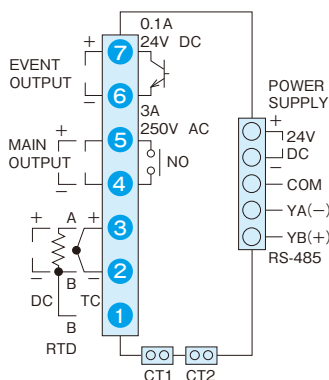 0.1A
24V DC
EVENT
OUTPUT
+
−
7
6
3A
250V AC
MAIN
OUTPUT
+
−
5
4
NO
+
−
A
B
B
+
−
DC
TC
RTD
3
2
1
POWER
SUPPLY
+
24V
DC
−
COM
YA(−)
YB(+)
RS-485
CT1 CT2